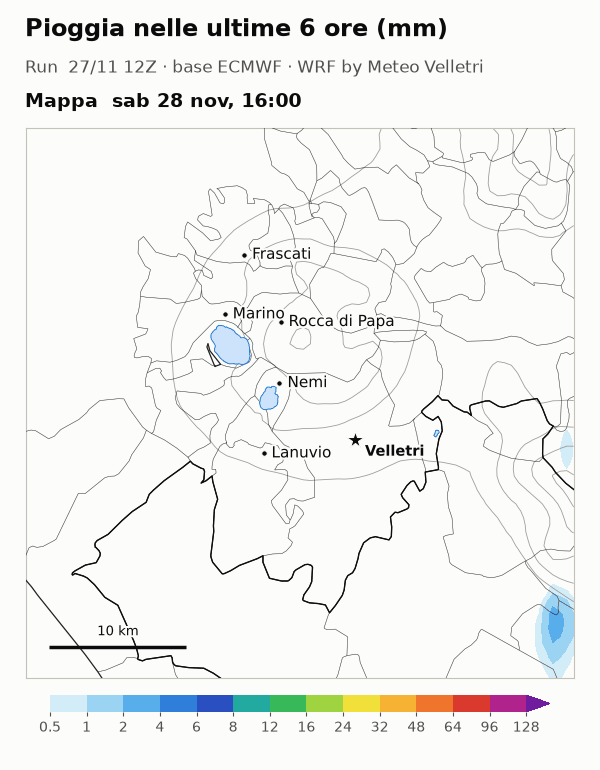 Pioggia nelle ultime 6 ore (mm)
Run  27/11 12Z · base ECMWF · WRF by Meteo Velletri
Mappa  sab 28 nov, 16:00
Frascati
Marino
Rocca di Papa
Nemi
Velletri
Lanuvio
10 km
0.5 1 2 4 6 8 12 16 24 32 48 64 96 128